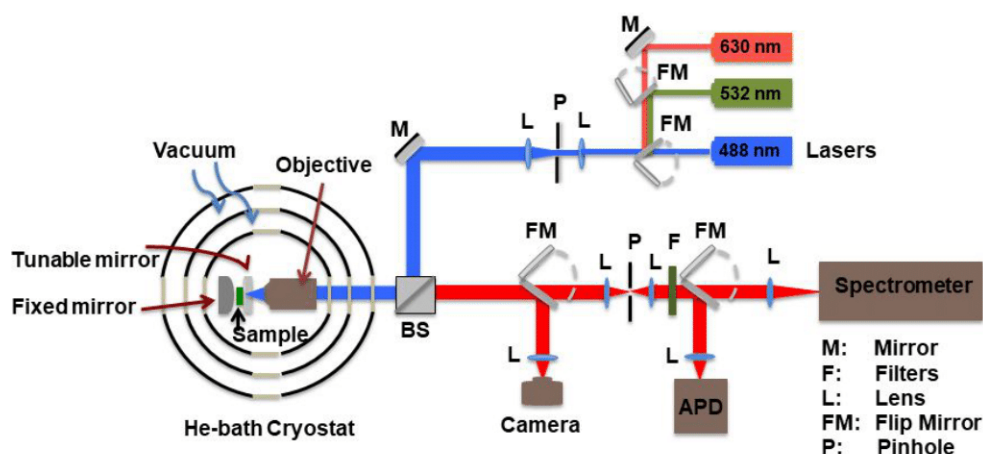 M
630 nm
FM
532 nm
P
L
L
FM
M
488 nm
Lasers
Vacuum
Objective
FM
FM
P
F
L
L
L
Tunable mirror
Fixed mirror
Spectrometer
Sample
BS
L
L
M: Mirror
F: Filters
L: Lens
FM: Flip Mirror
P: Pinhole
APD
Camera
He-bath Cryostat